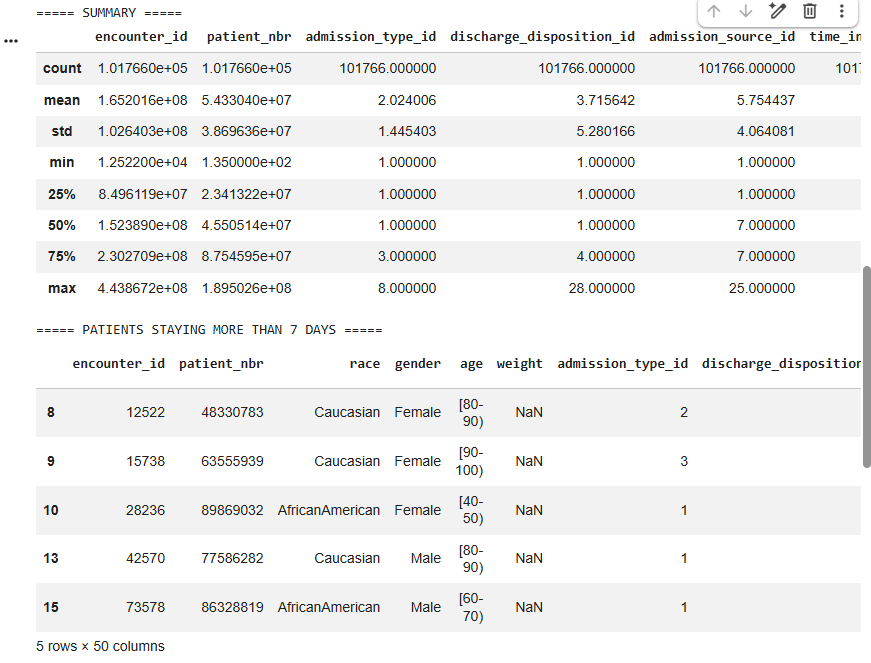 ===== SUMMARY =====
...
encounter_id patient_nbr admission_type_id discharge_disposition_id admission_source_id time_in
count 1.017660e+05 1.017660e+05 101766.000000 101766.000000 101766.000000 1017
mean 1.652016e+08 5.433040e+07 2.024006 3.715642 5.754437
std 1.026403e+08 3.869636e+07 1.445403 5.280166 4.064081
min 1.252200e+04 1.350000e+02 1.000000 1.000000 1.000000
25% 8.496119e+07 2.341322e+07 1.000000 1.000000 1.000000
50% 1.523890e+08 4.550514e+07 1.000000 1.000000 7.000000
75% 2.302709e+08 8.754595e+07 3.000000 4.000000 7.000000
max 4.438672e+08 1.895026e+08 8.000000 28.000000 25.000000
===== PATIENTS STAYING MORE THAN 7 DAYS =====
encounter_id patient_nbr race gender age weight admission_type_id discharge_disposition
8 12522 48330783 Caucasian Female [80-
90) NaN 2
9 15738 63555939 Caucasian Female [90-
100) NaN 3
10 28236 89869032 AfricanAmerican Female [40-
50) NaN 1
13 42570 77586282 Caucasian Male [80-
90) NaN 1
15 73578 86328819 AfricanAmerican Male [60-
70) NaN 1
5 rows × 50 columns